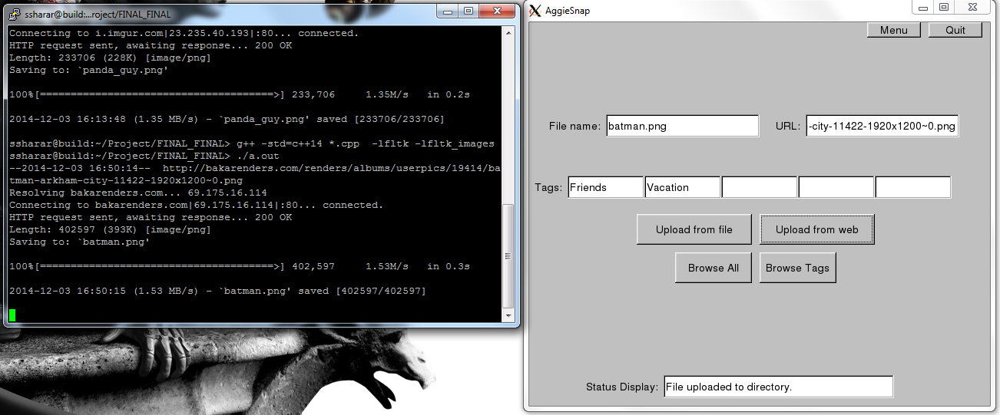 ssharar@build:...roject/FINAL_FINAL
Connecting to i.imgur.com|23.235.40.193|:80... connected.
HTTP request sent, awaiting response... 200 OK
Length: 233706 (228K) [image/png]
Saving to: `panda_guy.png'
100%[======================================>] 233,706     1.35M/s   in 0.2s
2014-12-03 16:13:48 (1.35 MB/s) - `panda_guy.png' saved [233706/233706]
ssharar@build:~/Project/FINAL_FINAL> g++ -std=c++14 *.cpp  -lfltk -lfltk_images
ssharar@build:~/Project/FINAL_FINAL> ./a.out
--2014-12-03 16:50:14--  http://bakarenders.com/renders/albums/userpics/19414/ba
tman-arkham-city-11422-1920x1200~0.png
Resolving bakarenders.com... 69.175.16.114
Connecting to bakarenders.com|69.175.16.114|:80... connected.
HTTP request sent, awaiting response... 200 OK
Length: 402597 (393K) [image/png]
Saving to: `batman.png'
100%[======================================>] 402,597     1.53M/s   in 0.3s
2014-12-03 16:50:15 (1.53 MB/s) - `batman.png' saved [402597/402597]
AggieSnap
Menu Quit
File name: batman.png URL: -city-11422-1920x1200~0.png
Tags: Friends Vacation
Upload from file Upload from web
Browse All Browse Tags
Status Display: File uploaded to directory.